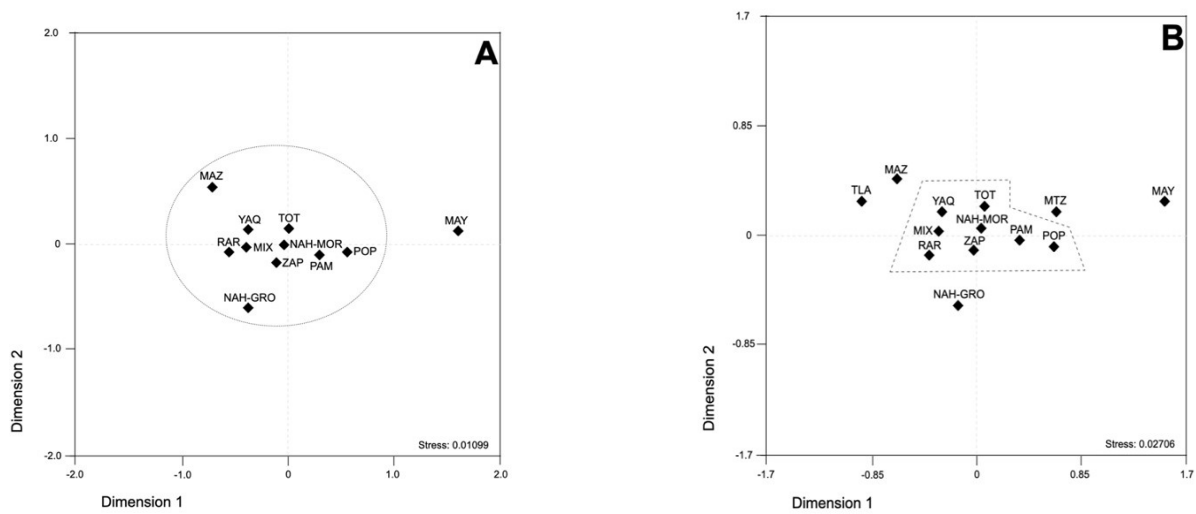 A
2.0
1.0
0
-1.0
-2.0
-2.0
-1.0
0
1.0
2.0
Dimension 2
Dimension 1
MAZ
YAQ
TOT
RAR
MIX
NAH-MOR
ZAP
PAM
POP
NAH-GRO
MAY
Stress: 0.01099
B
1.7
0.85
0
-0.85
-1.7
-1.7
-0.85
0
0.85
1.7
Dimension 2
Dimension 1
TLA
MAZ
YAQ
TOT
MTZ
MAY
NAH-MOR
MIX
PAM
POP
RAR
ZAP
NAH-GRO
Stress: 0.02706